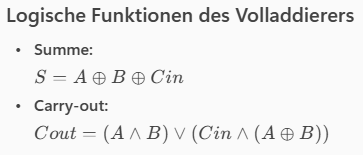 Logische Funktionen des Volladdierers
• Summe:
S = A ⊕ B ⊕ Cin
• Carry-out:
Cout = (A ∧ B) ∨ (Cin ∧ (A ⊕ B))